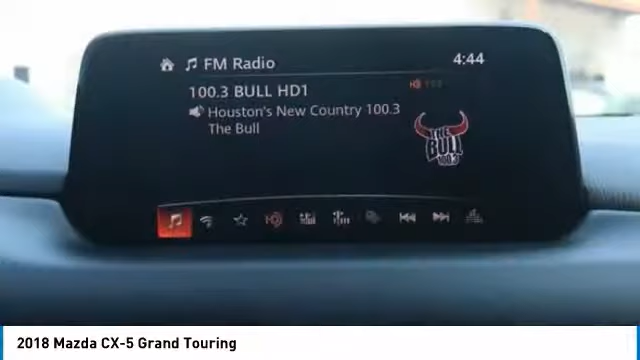 FM Radio
4:44
100.3 BULL HD1
Houston's New Country 100.3
The Bull
THE
BULL
100.3
2018 Mazda CX-5 Grand Touring